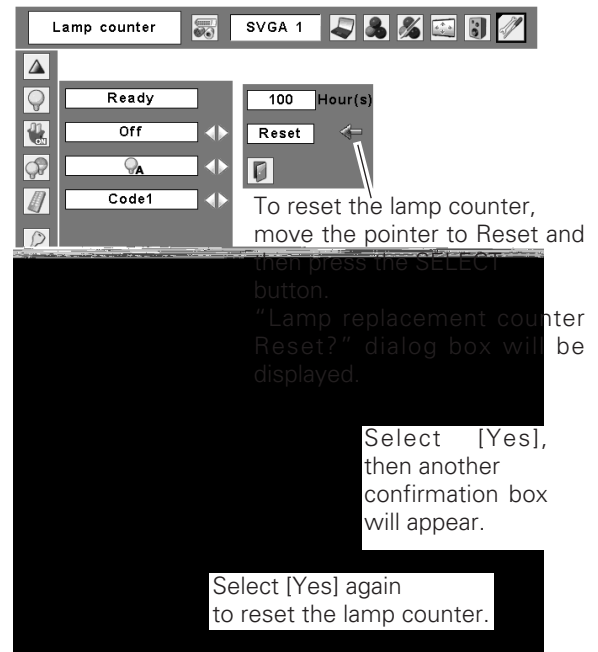 Lamp counter
SVGA 1
Ready
Off
A
Code1
ON
100 Hour(s)
Reset
To reset the lamp counter,
move the pointer to Reset and
then press the SELECT
button.
“Lamp replacement counter
Reset?” dialog box will be
displayed.
Select [Yes],
then another
confirmation box
will appear.
Select [Yes] again
to reset the lamp counter.